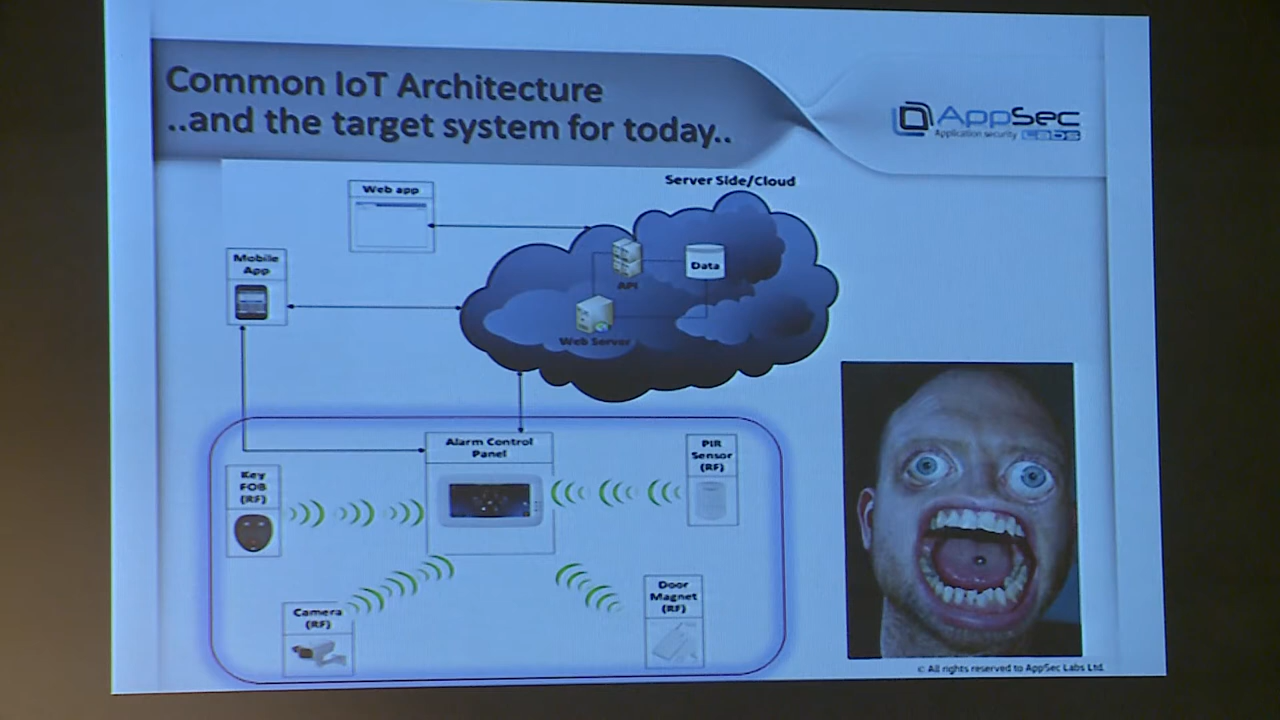 Common IoT Architecture
..and the target system for today..
AppSec
Application security Labs
Server Side/Cloud
Web app
Mobile
App
API
Data
Web Server
Alarm Control
Panel
PIR
Sensor
(RF)
Key
FOB
(RF)
Camera
(RF)
Door
Magnet
(RF)
© All rights reserved to AppSec Labs Ltd.